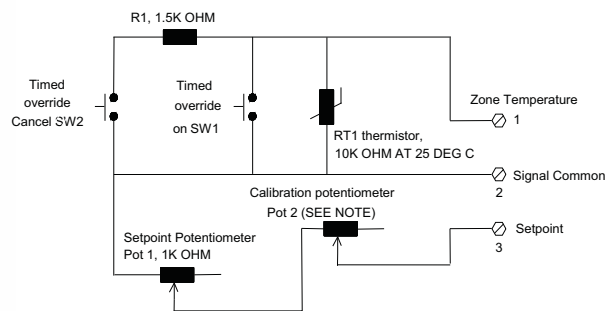 R1, 1.5K OHM
Timed
override
Cancel SW2
Timed
override
on SW1
RT1 thermistor,
10K OHM AT 25 DEG C
Zone Temperature
1
Signal Common
2
Calibration potentiometer
Pot 2 (SEE NOTE)
Setpoint
3
Setpoint Potentiometer
Pot 1, 1K OHM